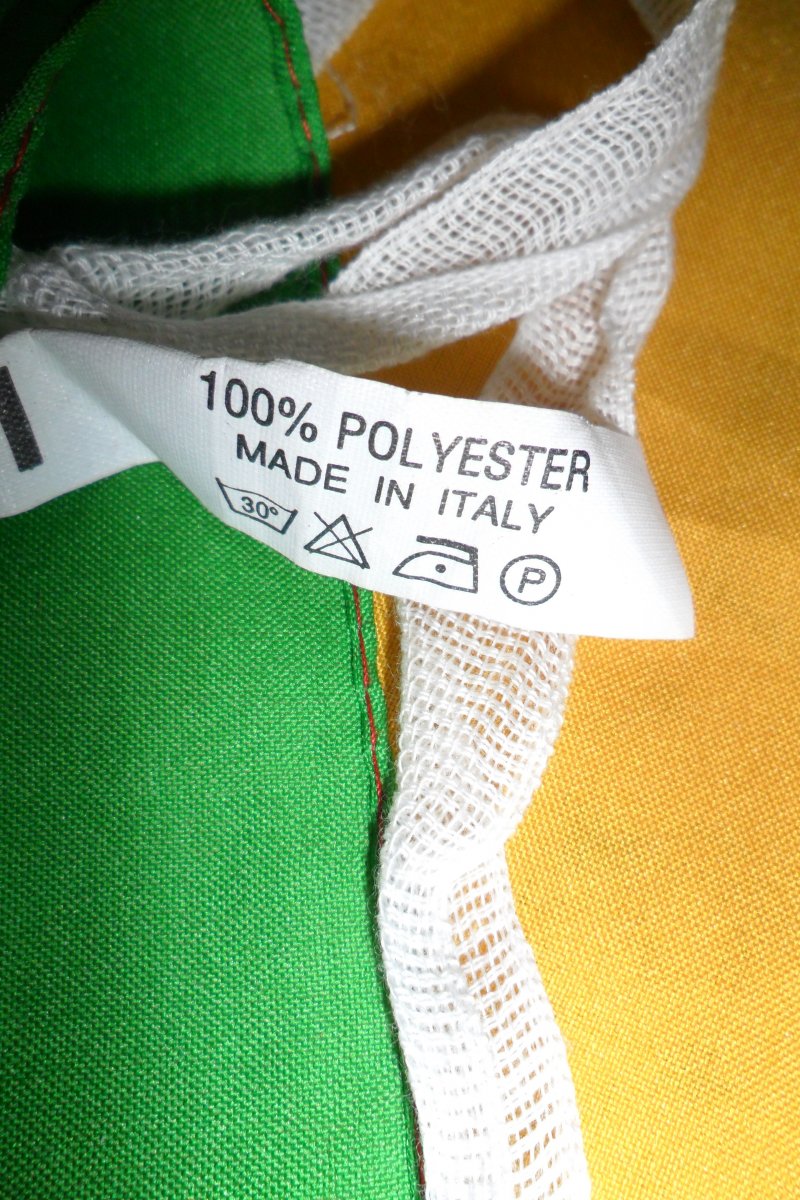 100% POLYESTER
MADE IN ITALY
30° P